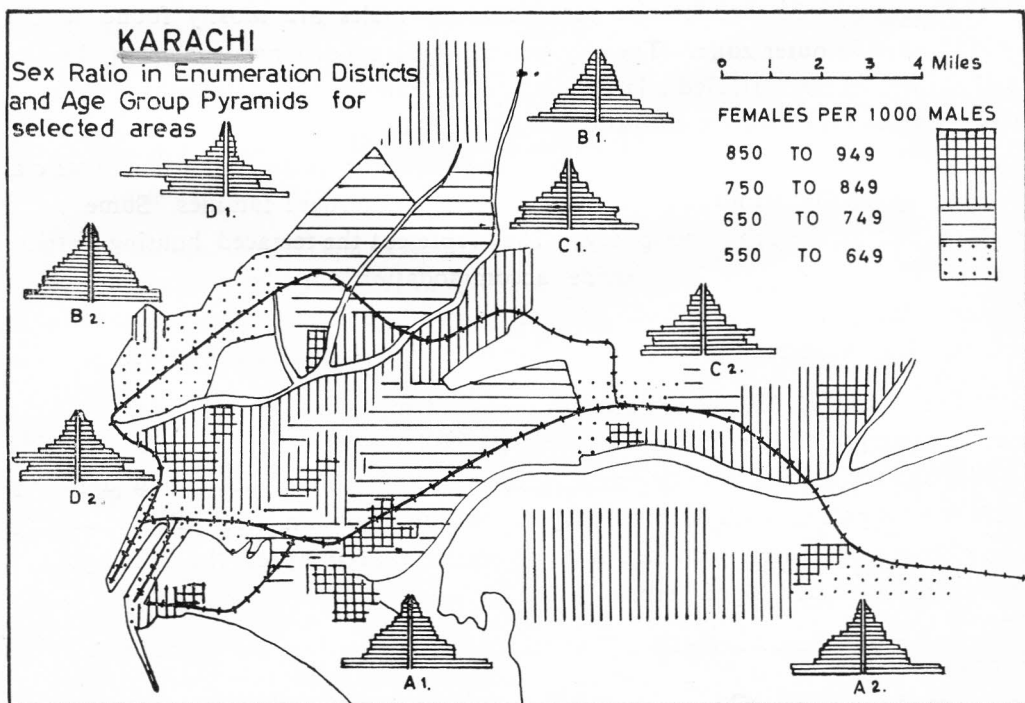 KARACHI
Sex Ratio in Enumeration Districts
and Age Group Pyramids for
selected areas
0 1 2 3 4 Miles
FEMALES PER 1000 MALES
850 TO 949
750 TO 849
650 TO 749
550 TO 649
B 1.
D 1.
C 1.
B 2.
C 2.
D 2.
A 1.
A 2.